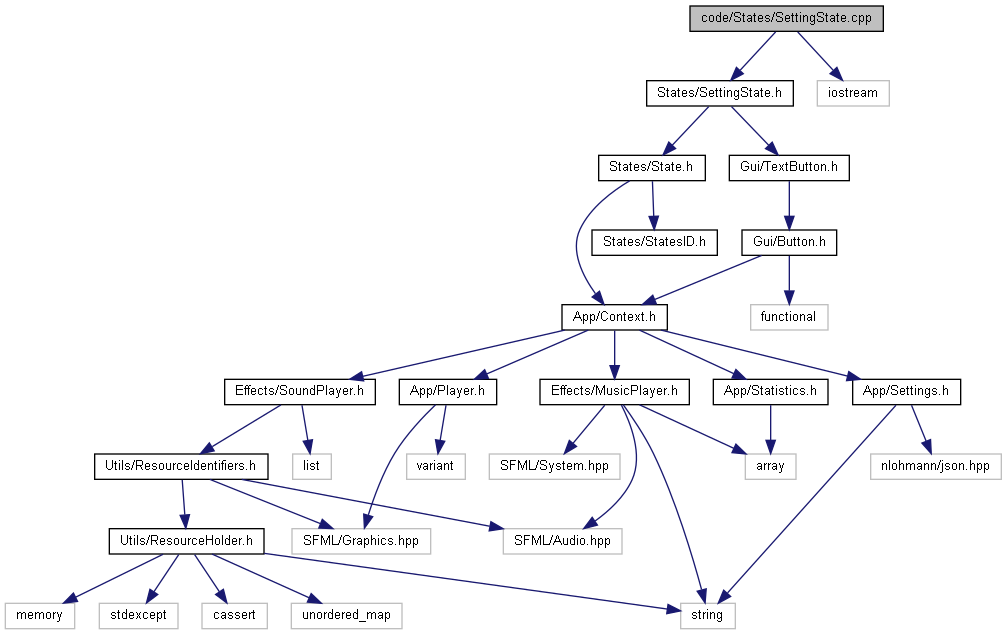 code/States/SettingState.cpp
States/SettingState.h
iostream
States/State.h
Gui/TextButton.h
States/StatesID.h
Gui/Button.h
App/Context.h
functional
Effects/SoundPlayer.h
App/Player.h
Effects/MusicPlayer.h
App/Statistics.h
App/Settings.h
Utils/ResourceIdentifiers.h
list
variant
SFML/System.hpp
array
nlohmann/json.hpp
Utils/ResourceHolder.h
SFML/Graphics.hpp
SFML/Audio.hpp
memory
stdexcept
cassert
unordered_map
string